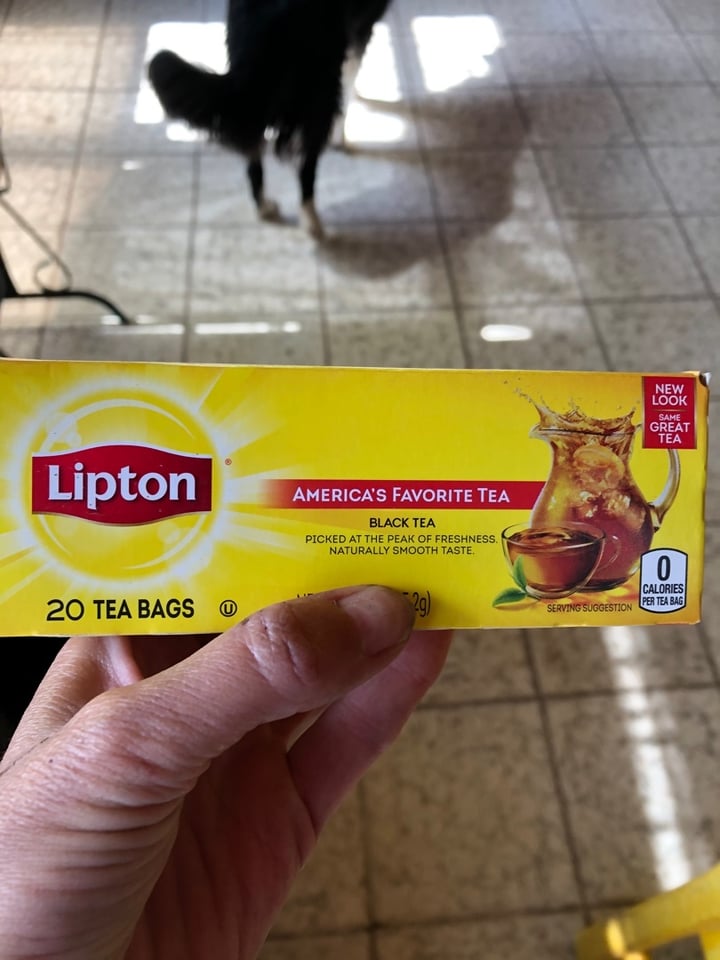 Lipton
®
AMERICA'S FAVORITE TEA
BLACK TEA
PICKED AT THE PEAK OF FRESHNESS.
NATURALLY SMOOTH TASTE.
20 TEA BAGS Ⓤ
SERVING SUGGESTION
NEW
LOOK
SAME
GREAT
TEA
0
CALORIES
PER TEA BAG